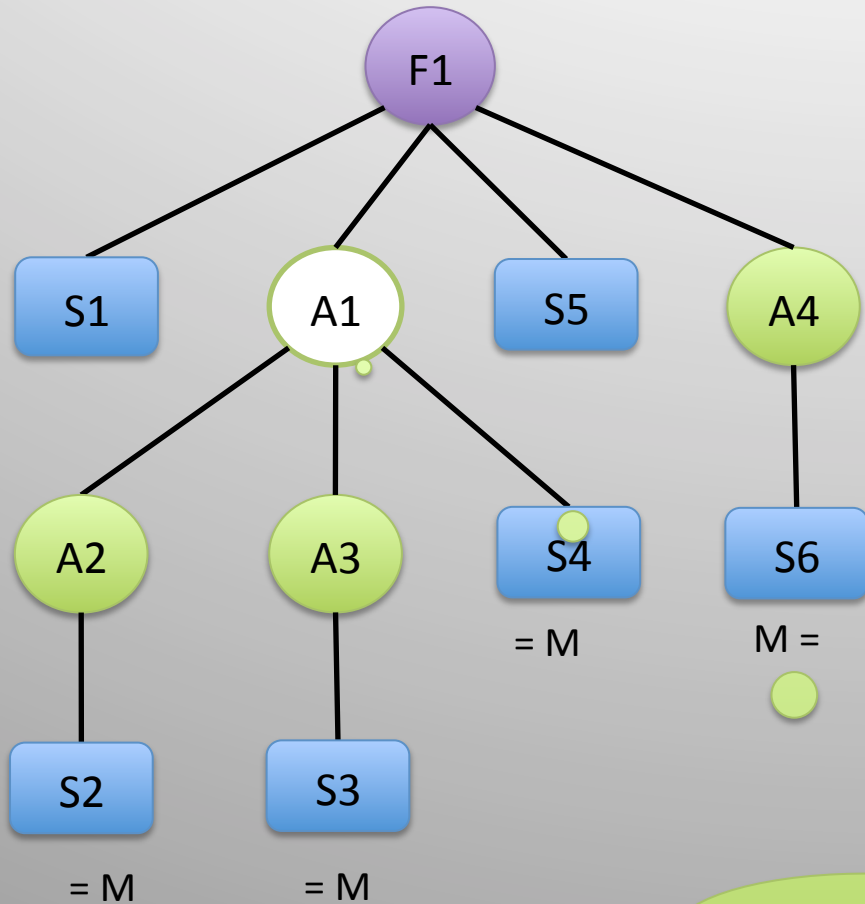 F1
S1
A1
S5
A4
A2
A3
S4
S6
= M
M =
S2
S3
= M
= M